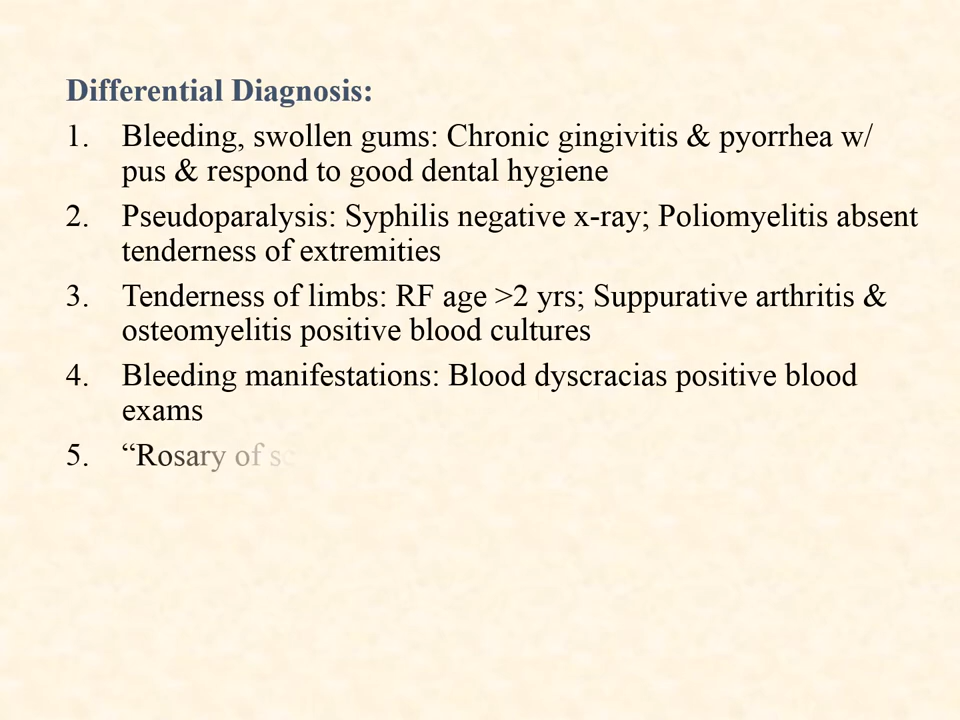 Differential Diagnosis:
1. Bleeding, swollen gums: Chronic gingivitis & pyorrhea w/
pus & respond to good dental hygiene
2. Pseudoparalysis: Syphilis negative x-ray; Poliomyelitis absent
tenderness of extremities
3. Tenderness of limbs: RF age >2 yrs; Suppurative arthritis &
osteomyelitis positive blood cultures
4. Bleeding manifestations: Blood dyscracias positive blood
exams
5. “Rosary of